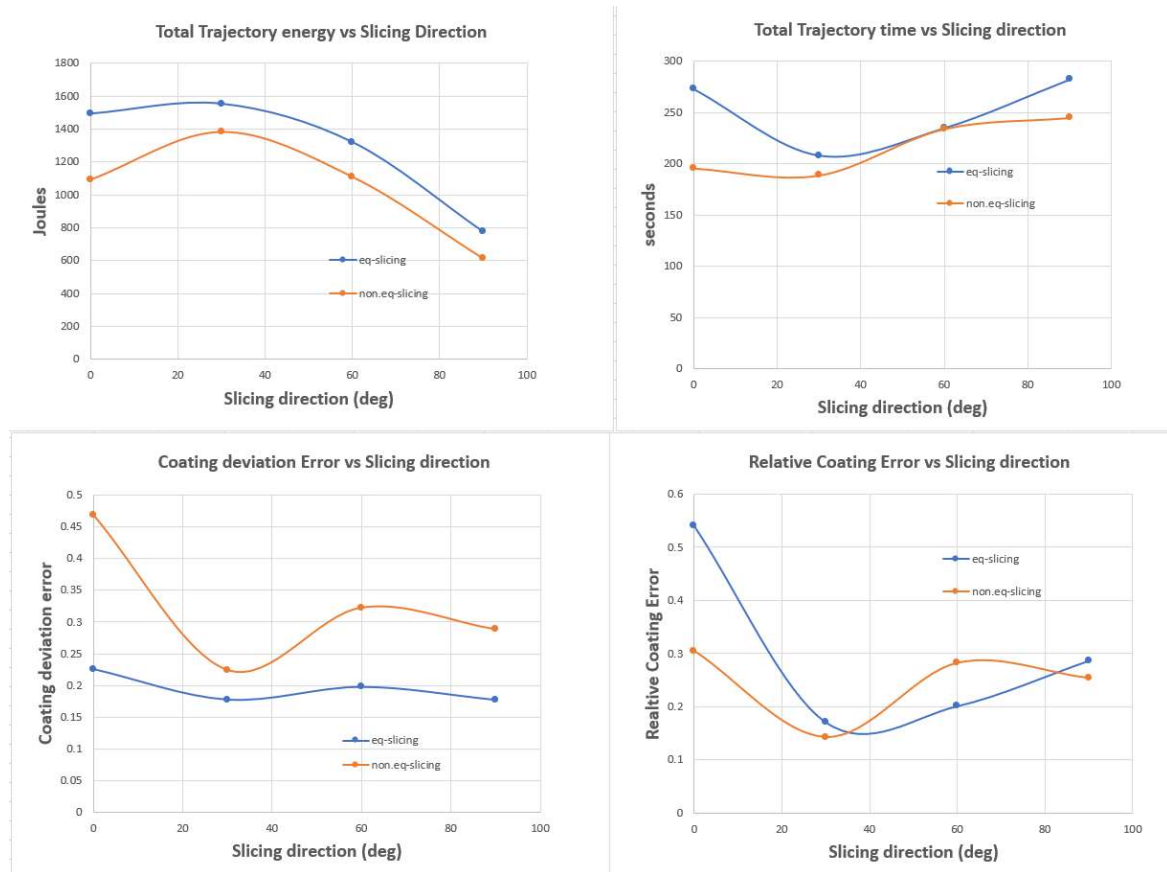 Total Trajectory energy vs Slicing Direction
1800
1600
1400
1200
1000
800
600
400
200
0
Joules
0 20 40 60 80 100
Slicing direction (deg)
eq-slicing
non.eq-slicing
Total Trajectory time vs Slicing direction
300
250
200
150
200
250
100
50
0
seconds
0 20 40 60 80 100
Slicing direction (deg)
eq-slicing
non.eq-slicing
Coating deviation Error vs Slicing direction
0.5
0.45
0.4
0.35
0.3
0.25
0.2
0.15
0.1
0.05
0
Coating deviation error
0 20 40 60 80 100
Slicing direction (deg)
eq-slicing
non.eq-slicing
Relative Coating Error vs Slicing direction
0.6
0.5
0.4
0.3
0.2
0.1
0
Realtive Coating Error
0 20 40 60 80 100
Slicing direction (deg)
eq-slicing
non.eq-slicing